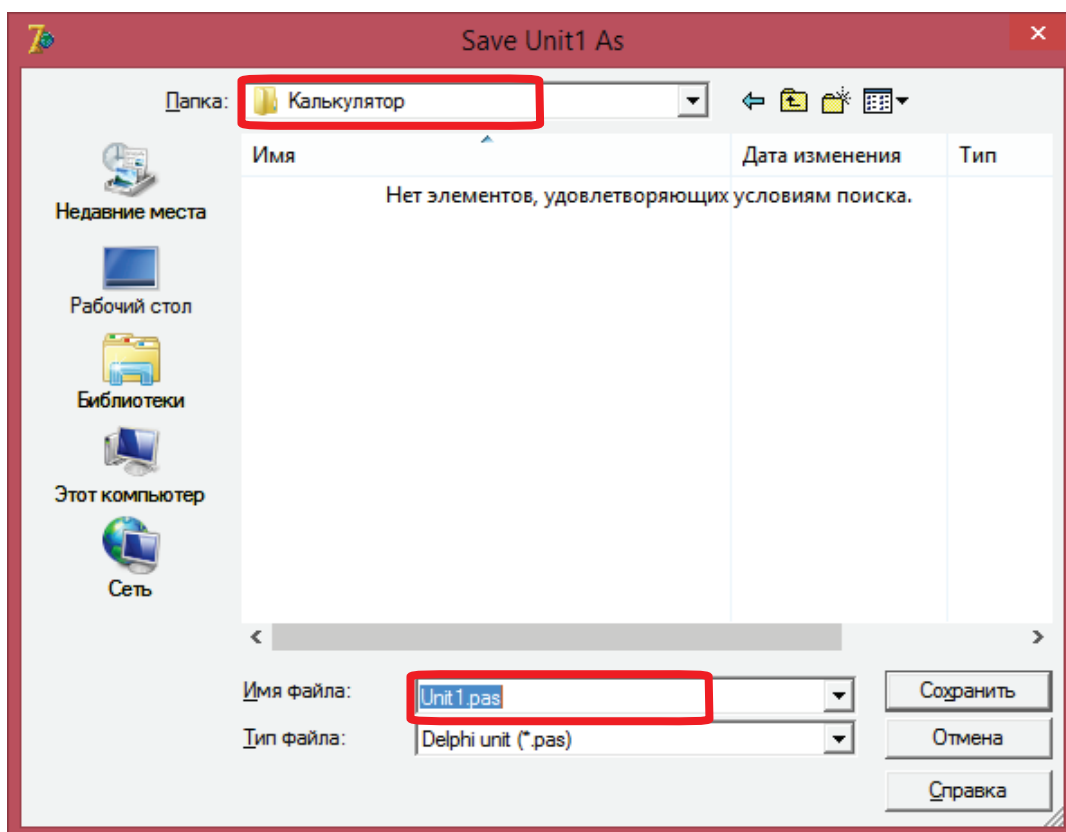 Save Unit1 As
Папка: Калькулятор
Имя Дата изменения Тип
Нет элементов, удовлетворяющих условиям поиска.
Недавние места
Рабочий стол
Библиотеки
Этот компьютер
Сеть
Имя файла: Unit1.pas Сохранить
Тип файла: Delphi unit (*.pas) Отмена
Справка